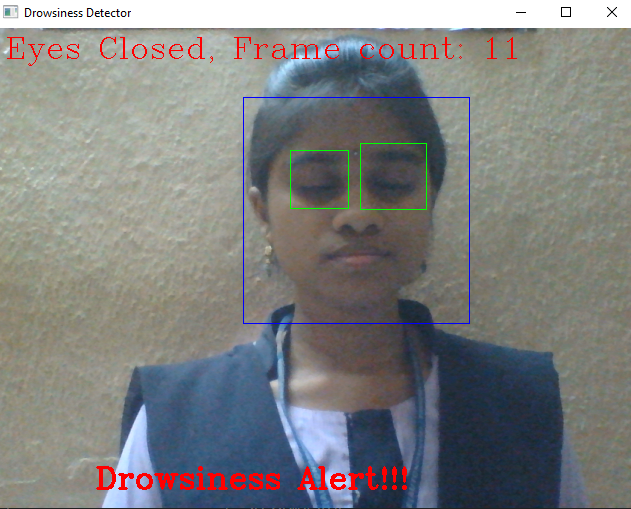 Drowsiness Detector
Eyes Closed, Frame count: 11
Drowsiness Alert!!!